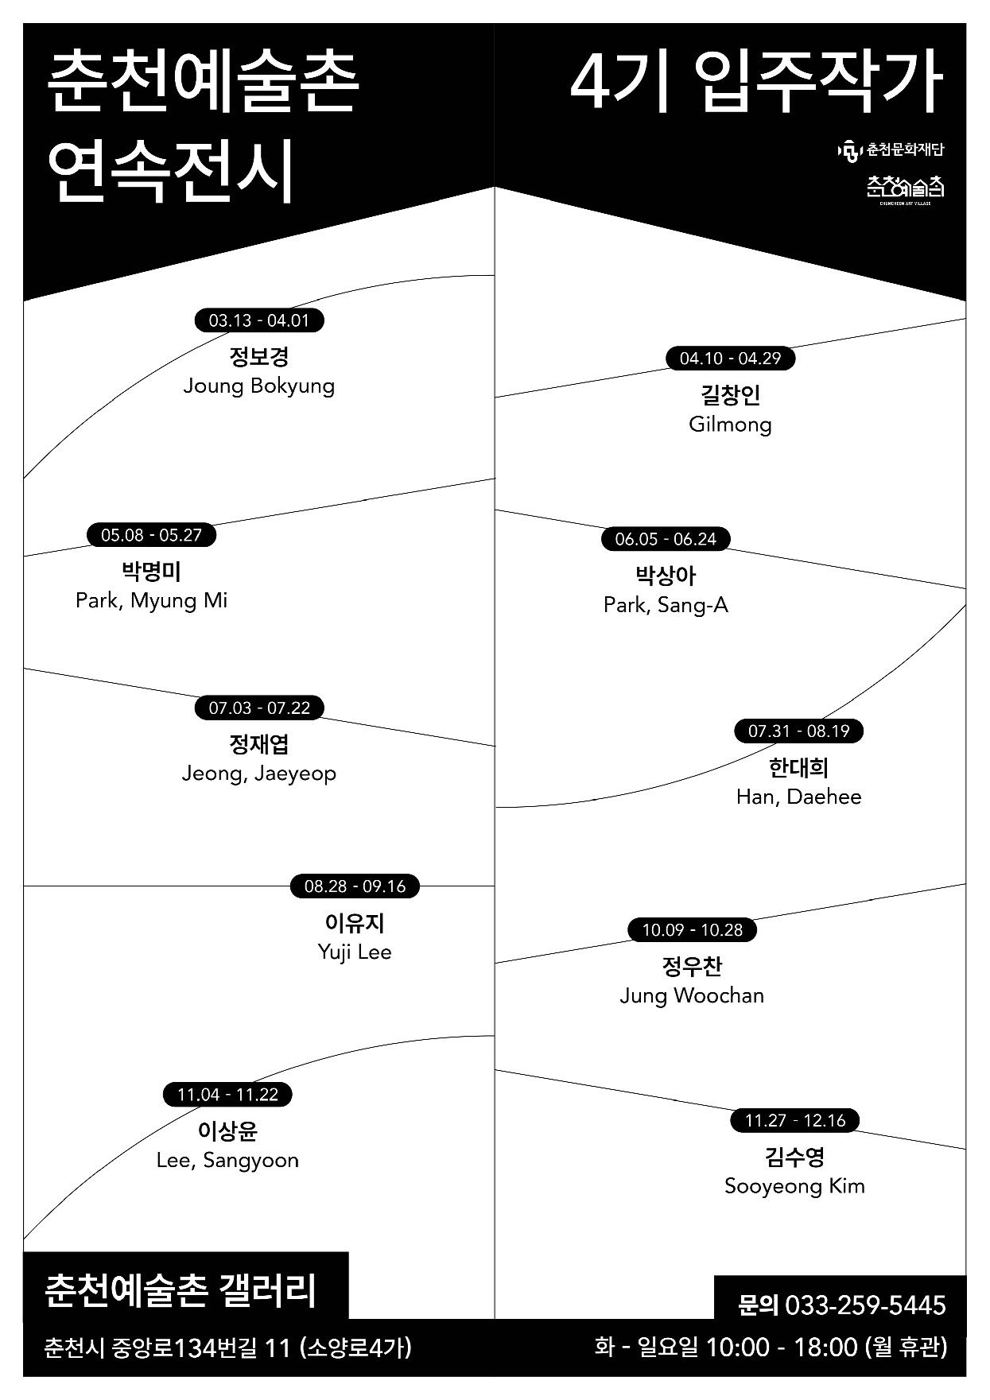 춘천예술촌
연속전시
4기 입주작가
춘천문화재단
춘천예술촌
CHUNCHEON ART VILLAGE
03.13 - 04.01
정보경
Joung Bokyung
04.10 - 04.29
길창인
Gilmong
05.08 - 05.27
박명미
Park, Myung Mi
06.05 - 06.24
박상아
Park, Sang-A
07.03 - 07.22
정재엽
Jeong, Jaeyeop
07.31 - 08.19
한대희
Han, Daehee
08.28 - 09.16
이유지
Yuji Lee
10.09 - 10.28
정우찬
Jung Woochan
11.04 - 11.22
이상윤
Lee, Sangyoon
11.27 - 12.16
김수영
Sooyeong Kim
춘천예술촌 갤러리
춘천시 중앙로134번길 11 (소양로4가)
문의 033-259-5445
화 - 일요일 10:00 - 18:00 (월 휴관)